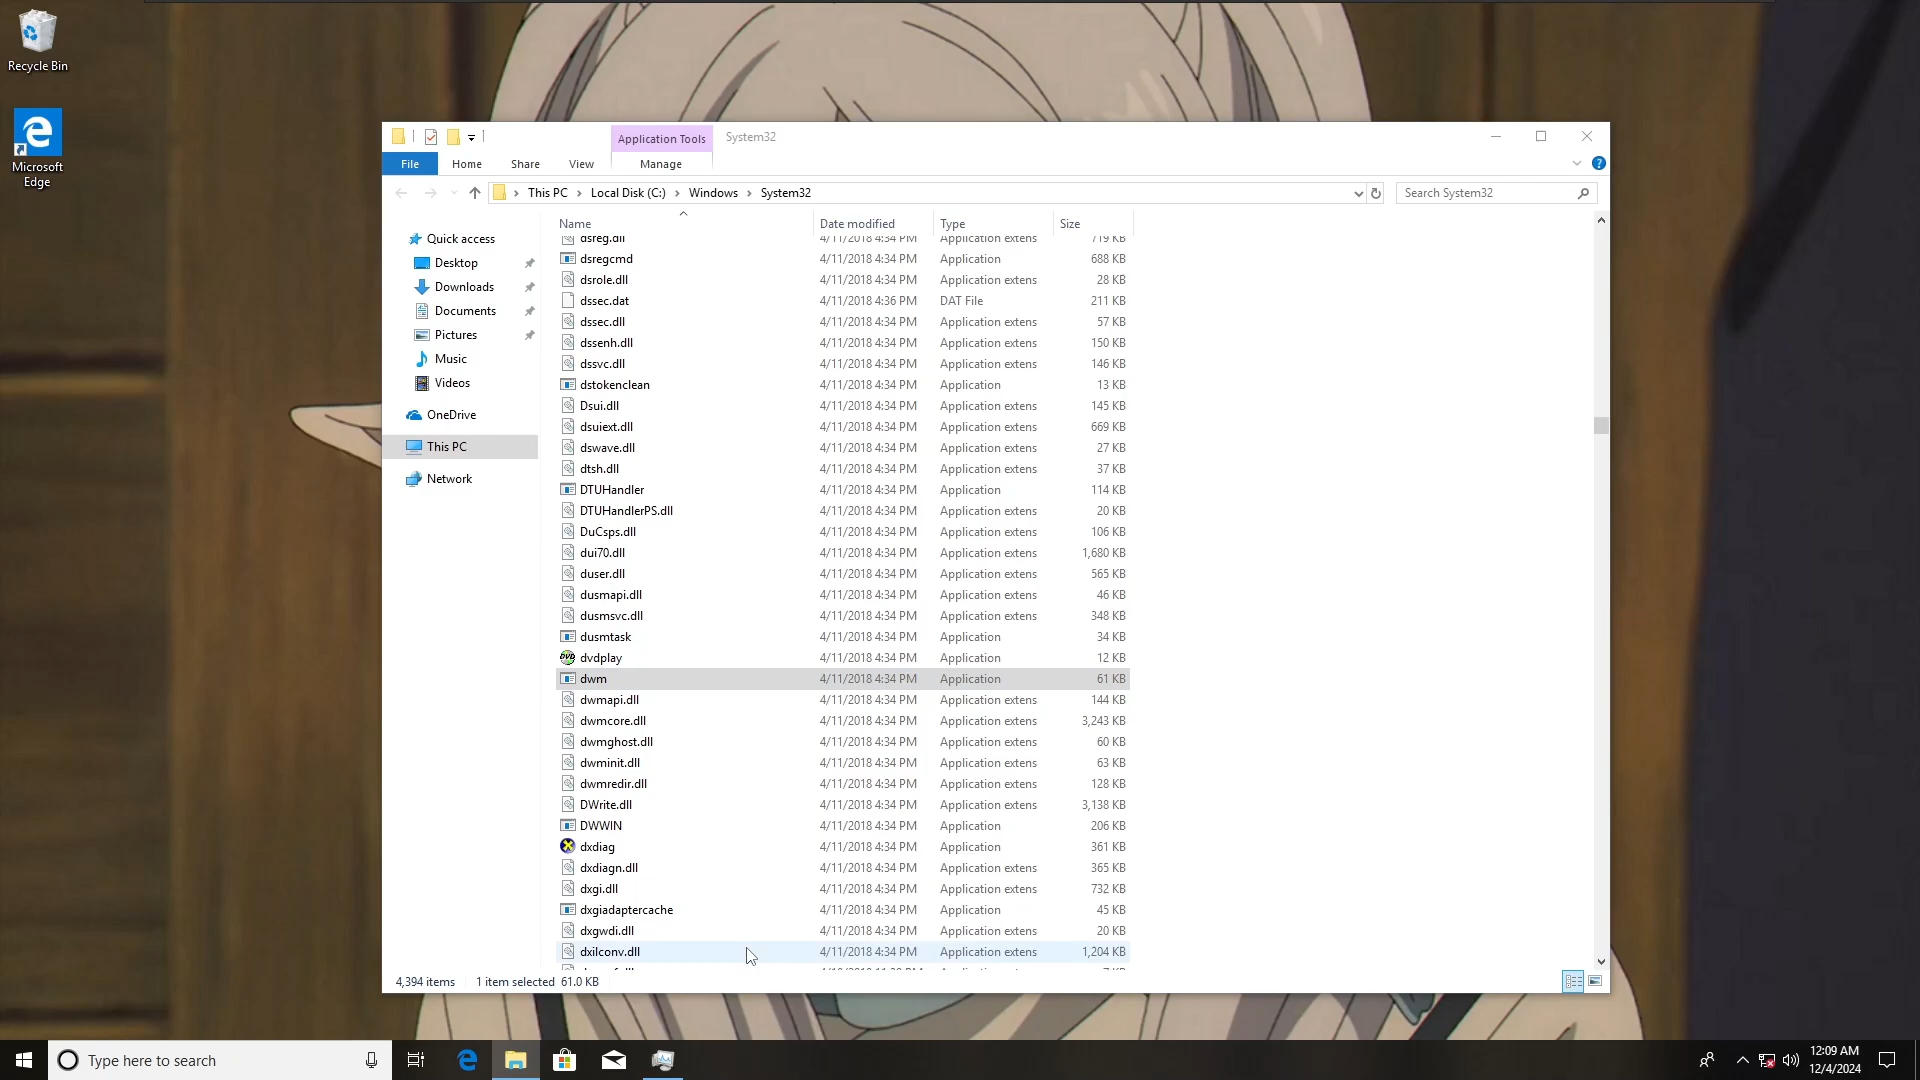 Recycle Bin
Microsoft
Edge
Application Tools
System32
File
Home
Share
View
Manage
This PC
Local Disk (C:)
Windows
System32
Search System32
Quick access
Desktop
Downloads
Documents
Pictures
Music
Videos
OneDrive
This PC
Network
Name Date modified Type Size
dsreg.dll 4/11/2018 4:34 PM Application extens 719 KB
dsregcmd 4/11/2018 4:34 PM Application 688 KB
dsrole.dll 4/11/2018 4:34 PM Application extens 28 KB
dssec.dat 4/11/2018 4:36 PM DAT File 211 KB
dssec.dll 4/11/2018 4:34 PM Application extens 57 KB
dssenh.dll 4/11/2018 4:34 PM Application extens 150 KB
dssvc.dll 4/11/2018 4:34 PM Application extens 146 KB
dstokenclean 4/11/2018 4:34 PM Application 13 KB
Dsui.dll 4/11/2018 4:34 PM Application extens 145 KB
dsuiext.dll 4/11/2018 4:34 PM Application extens 669 KB
dswave.dll 4/11/2018 4:34 PM Application extens 27 KB
dtsh.dll 4/11/2018 4:34 PM Application extens 37 KB
DTUHandler 4/11/2018 4:34 PM Application 114 KB
DTUHandlerPS.dll 4/11/2018 4:34 PM Application extens 20 KB
DuCsps.dll 4/11/2018 4:34 PM Application extens 106 KB
dui70.dll 4/11/2018 4:34 PM Application extens 1,680 KB
duser.dll 4/11/2018 4:34 PM Application extens 565 KB
dusmapi.dll 4/11/2018 4:34 PM Application extens 46 KB
dusmsvc.dll 4/11/2018 4:34 PM Application extens 348 KB
dusmtask 4/11/2018 4:34 PM Application 34 KB
dvdplay 4/11/2018 4:34 PM Application 12 KB
dwm 4/11/2018 4:34 PM Application 61 KB
dwmapi.dll 4/11/2018 4:34 PM Application extens 144 KB
dwmcore.dll 4/11/2018 4:34 PM Application extens 3,243 KB
dwmghost.dll 4/11/2018 4:34 PM Application extens 60 KB
dwminit.dll 4/11/2018 4:34 PM Application extens 63 KB
dwmredir.dll 4/11/2018 4:34 PM Application extens 128 KB
DWrite.dll 4/11/2018 4:34 PM Application extens 3,138 KB
DWWIN 4/11/2018 4:34 PM Application 206 KB
dxdiag 4/11/2018 4:34 PM Application 361 KB
dxdiagn.dll 4/11/2018 4:34 PM Application extens 365 KB
dxgi.dll 4/11/2018 4:34 PM Application extens 732 KB
dxgiadaptercache 4/11/2018 4:34 PM Application 45 KB
dxgwdi.dll 4/11/2018 4:34 PM Application extens 20 KB
dxilconv.dll 4/11/2018 4:34 PM Application extens 1,204 KB
4,394 items 1 item selected 61.0 KB
Type here to search
12:09 AM
12/4/2024